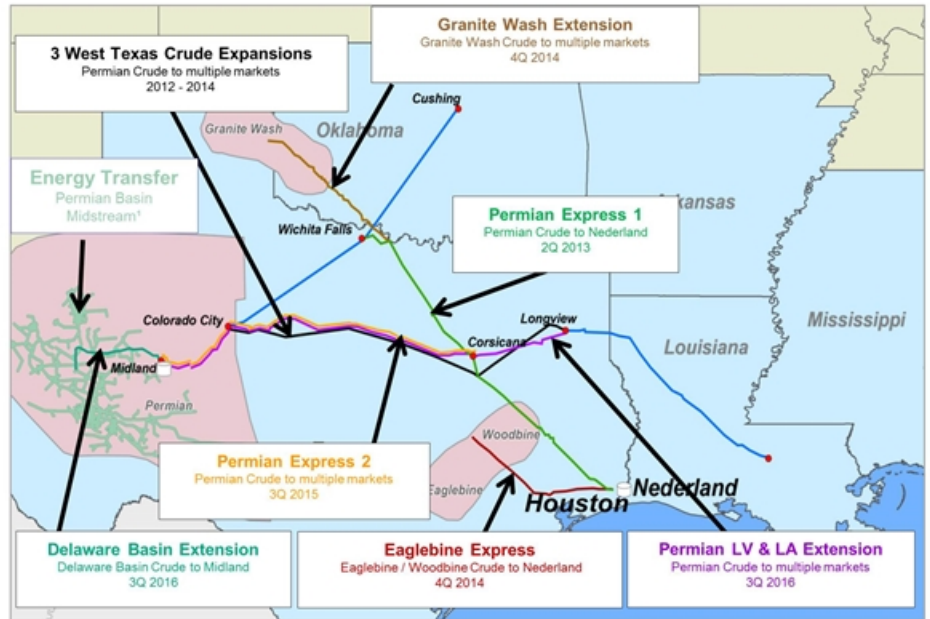 Granite Wash Extension
Granite Wash Crude to multiple markets
4Q 2014
3 West Texas Crude Expansions
Permian Crude to multiple markets
2012 - 2014
Cushing
Granite Wash
Oklahoma
Energy Transfer
Permian Basin
Midstream¹
kansas
Permian Express 1
Permian Crude to Nederland
2Q 2013
Wichita Falls
Colorado City
Longview
Mississippi
Corsicana
Louisiana
Midland
Permian
Woodbine
Permian Express 2
Permian Crude to multiple markets
3Q 2015
Eaglebine
Nederland
Houston
Delaware Basin Extension
Delaware Basin Crude to Midland
3Q 2016
Eaglebine Express
Eaglebine / Woodbine Crude to Nederland
4Q 2014
Permian LV & LA Extension
Permian Crude to multiple markets
3Q 2016